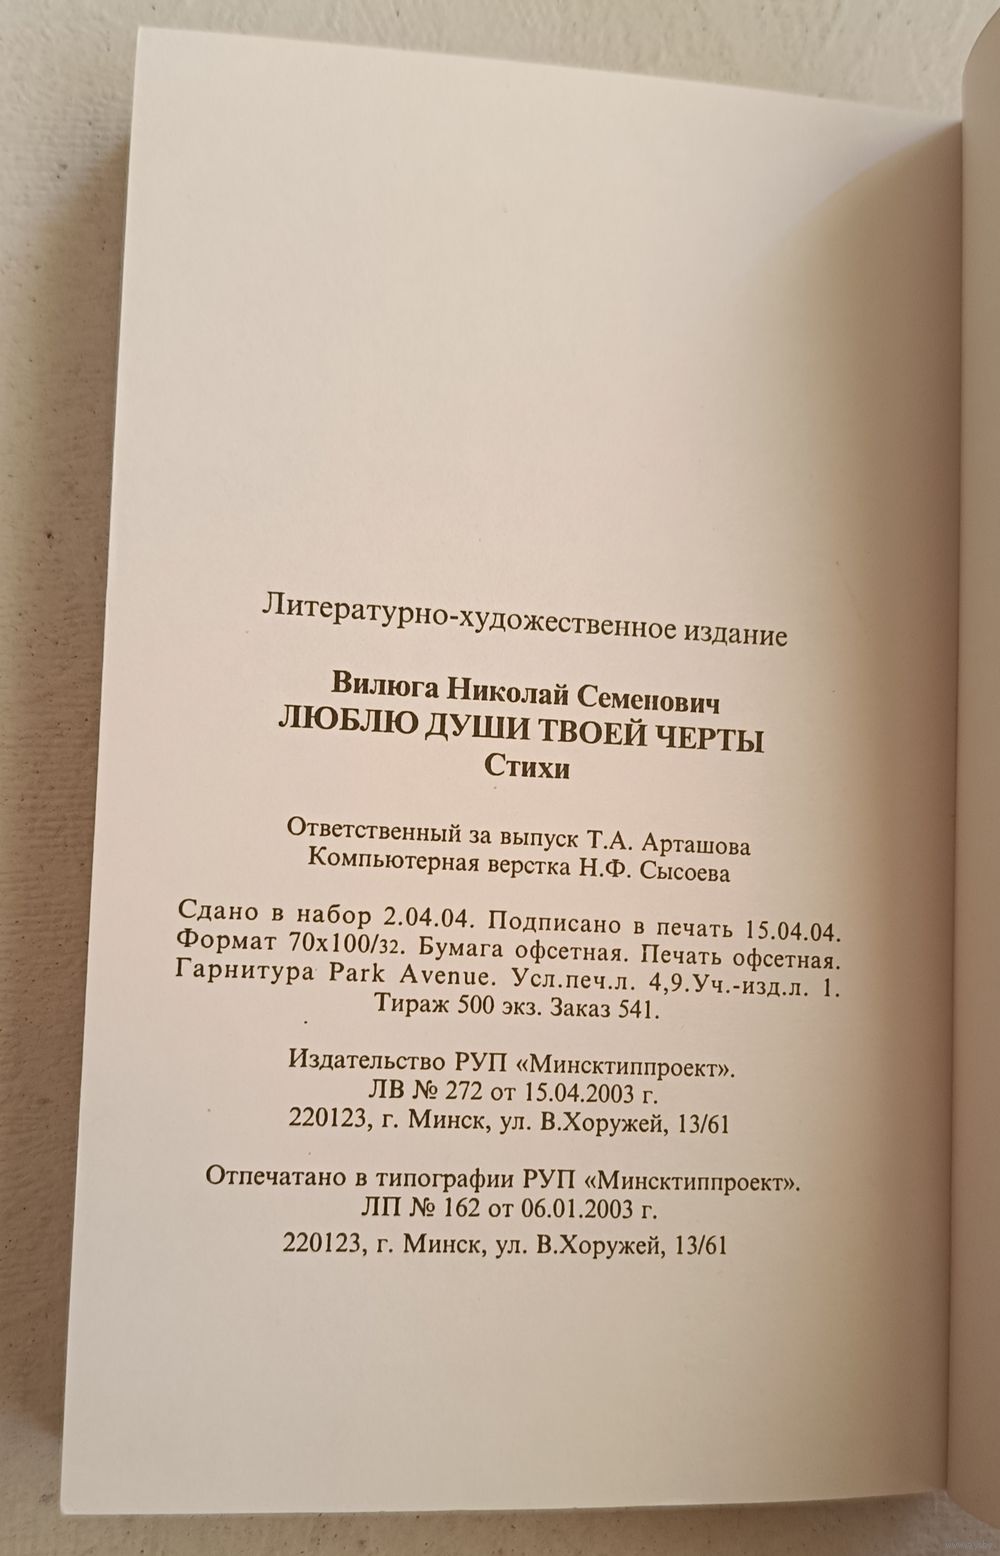 Литературно-художественное издание
Вилюга Николай Семенович
ЛЮБЛЮ ДУШИ ТВОЕЙ ЧЕРТЫ
Стихи
Ответственный за выпуск Т.А. Арташова
Компьютерная верстка Н.Ф. Сысоева
Сдано в набор 2.04.04. Подписано в печать 15.04.04.
Формат 70х100/32. Бумага офсетная. Печать офсетная.
Гарнитура Park Avenue. Усл.печ.л. 4,9.Уч.-изд.л. 1.
Тираж 500 экз. Заказ 541.
Издательство РУП «Минсктиппроект».
ЛВ № 272 от 15.04.2003 г.
220123, г. Минск, ул. В.Хоружей, 13/61
Отпечатано в типографии РУП «Минсктиппроект».
ЛП № 162 от 06.01.2003 г.
220123, г. Минск, ул. В.Хоружей, 13/61